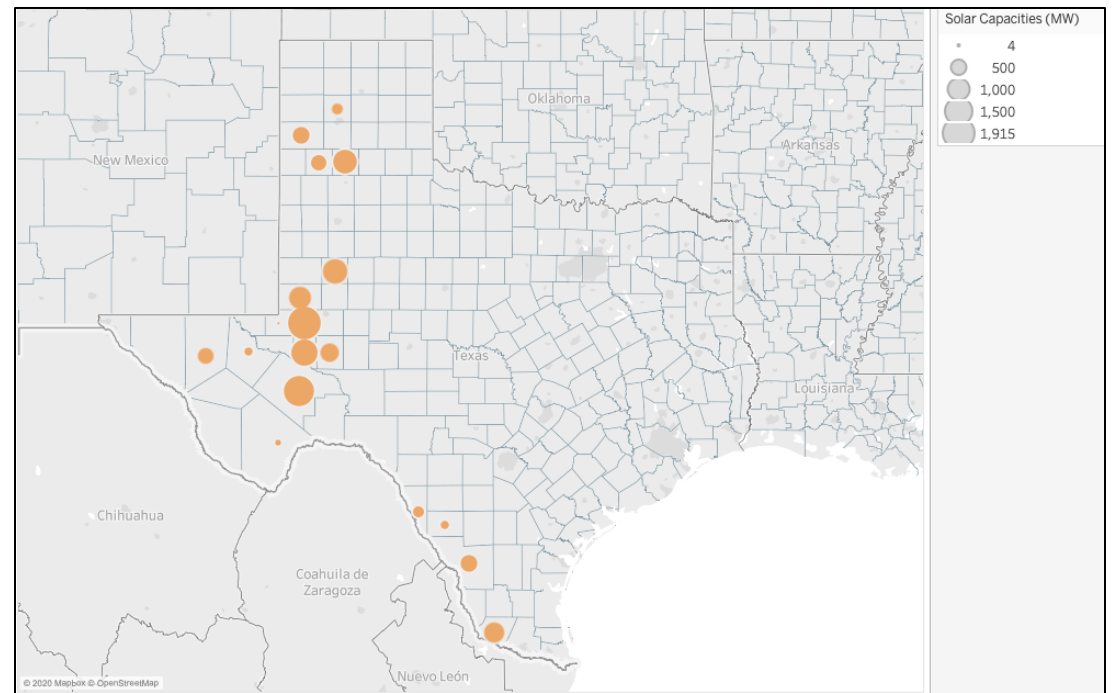 Solar Capacities (MW)
4
500
1,000
1,500
1,915
Oklahoma
Arkansas
New Mexico
Texas
Louisiana
Chihuahua
Coahuila de
Zaragoza
Nuevo León
© 2020 Mapbox © OpenStreetMap